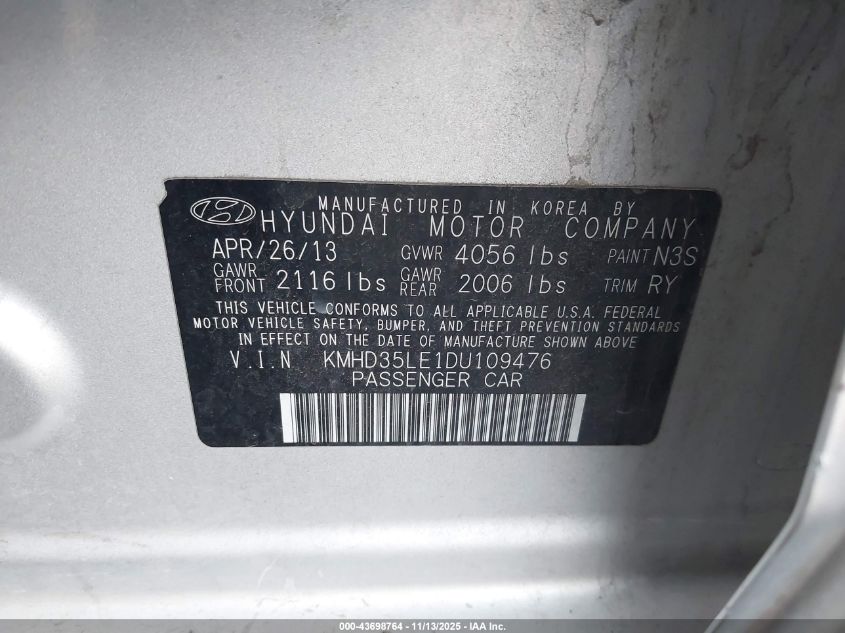 MANUFACTURED IN KOREA BY
HYUNDAI MOTOR COMPANY
APR/26/13 GVWR 4056 lbs PAINT N3S
GAWR FRONT 2116 lbs GAWR REAR 2006 lbs TRIM RY
THIS VEHICLE CONFORMS TO ALL APPLICABLE U.S.A. FEDERAL
MOTOR VEHICLE SAFETY, BUMPER, AND THEFT PREVENTION STANDARDS
IN EFFECT ON THE DATE OF MANUFACTURE SHOWN ABOVE
V.I.N KMHD35LE1DU109476
PASSENGER CAR
000-43698764 - 11/13/2025 - IAA Inc.